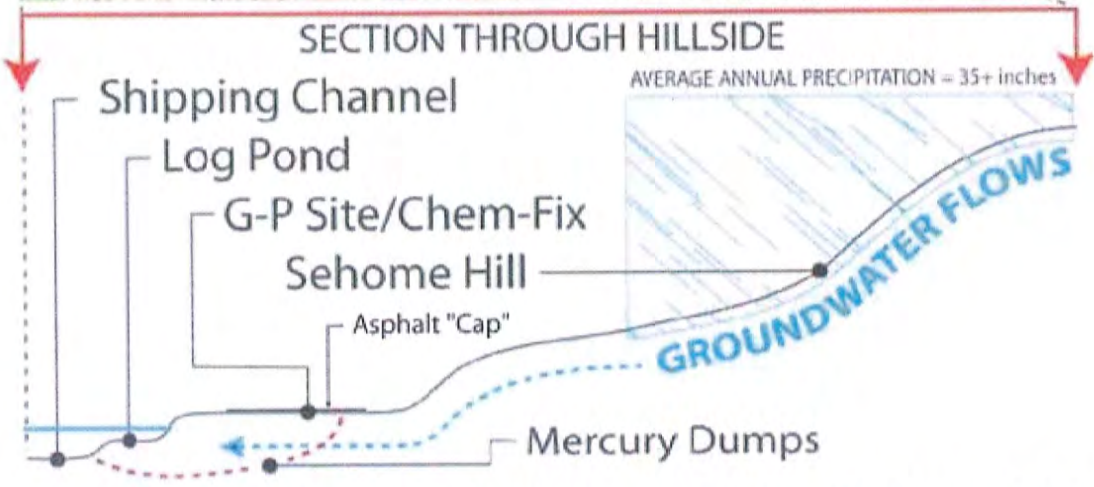 SECTION THROUGH HILLSIDE
AVERAGE ANNUAL PRECIPITATION = 35+ inches
Shipping Channel
Log Pond
G-P Site/Chem-Fix
Sehome Hill
Asphalt "Cap"
GROUNDWATER FLOWS
Mercury Dumps